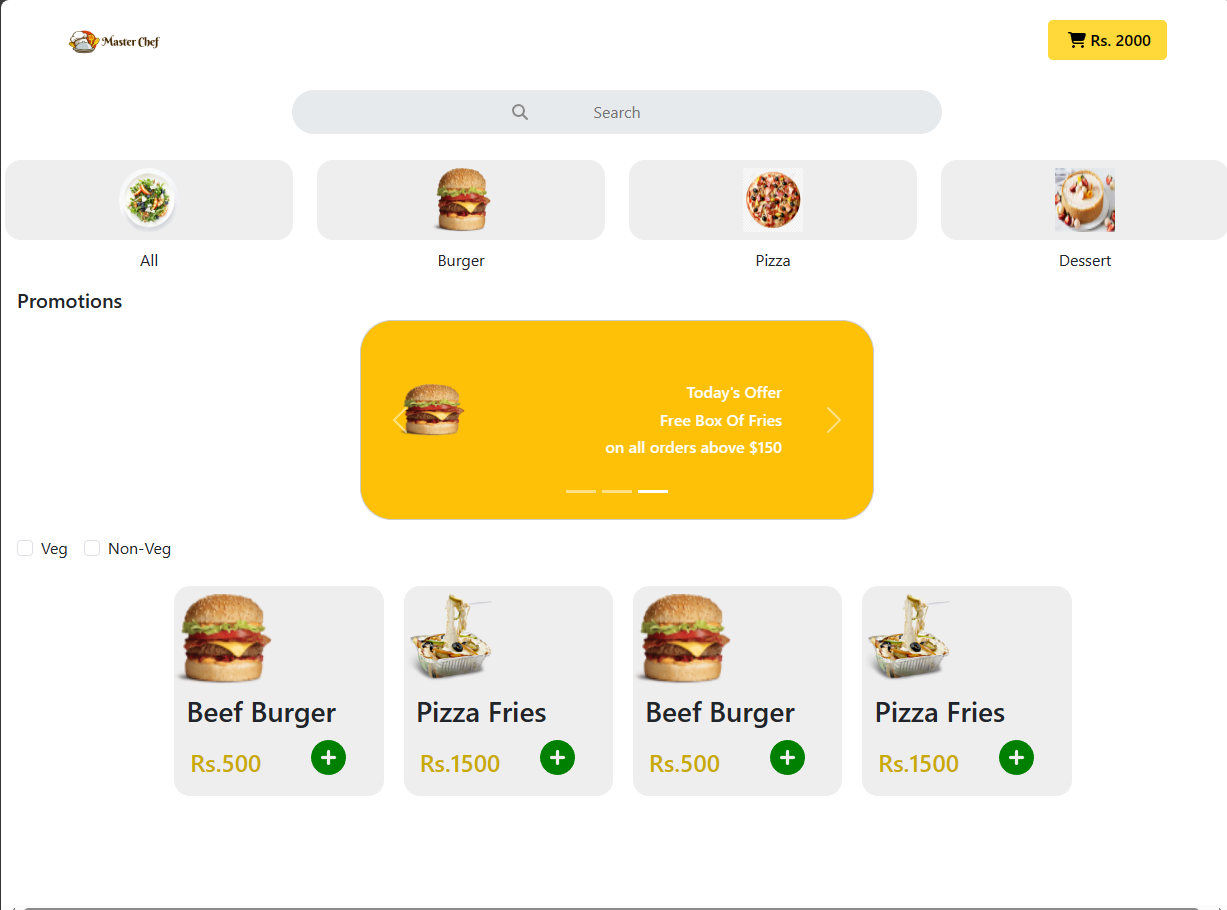 Master Chef
Rs. 2000
Search
All
Burger
Pizza
Dessert
Promotions
Today's Offer
Free Box Of Fries
on all orders above $150
Veg
Non-Veg
Beef Burger
Pizza Fries
Beef Burger
Pizza Fries
Rs.500
Rs.1500
Rs.500
Rs.1500